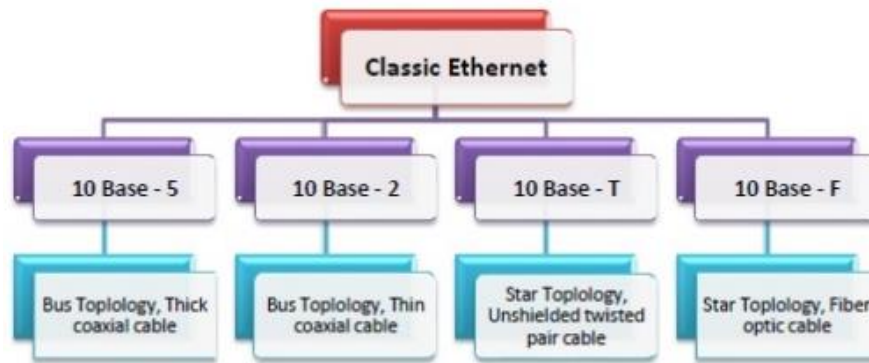 Classic Ethernet
10 Base - 5
10 Base - 2
10 Base - T
10 Base - F
Bus Toplology, Thick
coaxial cable
Bus Toplology, Thin
coaxial cable
Star Toplology,
Unshielded twisted
pair cable
Star Toplology, Fiber
optic cable